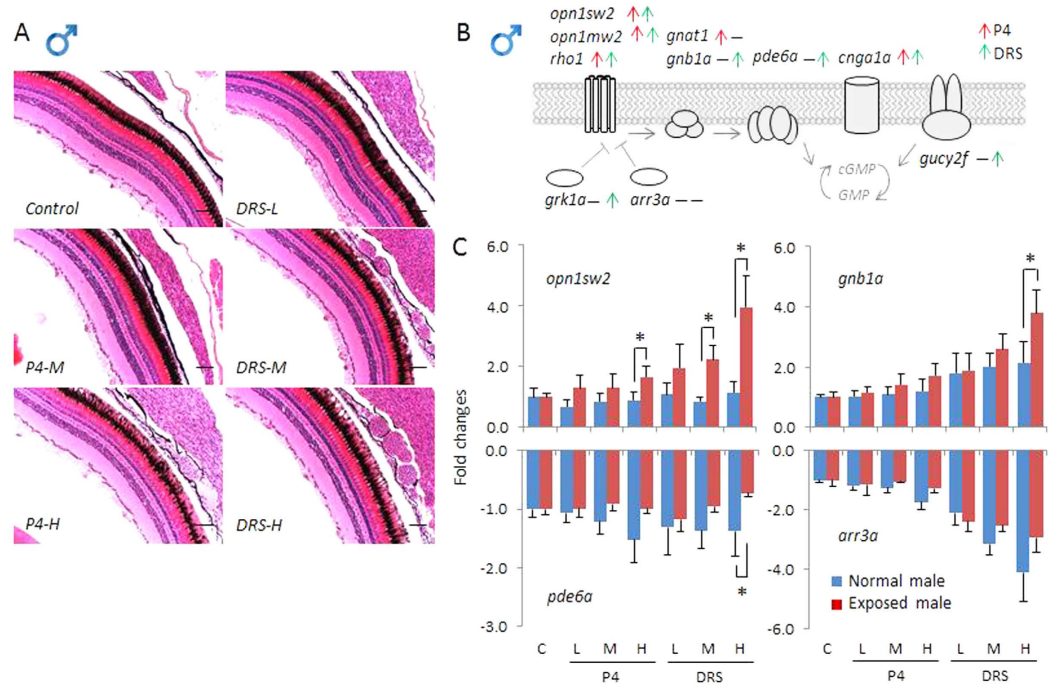 A ♂
Control
DRS-L
P4-M
DRS-M
P4-H
DRS-H
B ♂
opn1sw2 ↑↑
opn1mw2 ↑↑ gnat1 ↑ –
rho1 ↑↑ gnb1a – ↑ pde6a – ↑ cnga1a ↑↑
↑ P4
↑ DRS
gucy2f – ↑
cGMP
GMP
grk1a – ↑ arr3a – –
C
Fold changes
6.0
4.0
2.0
0.0
opn1sw2
*
*
*
0.0
-1.0
-2.0
-3.0
pde6a
*
C L M H L M H
P4 DRS
6.0
4.0
2.0
0.0
gnb1a
*
0.0
-2.0
-4.0
-6.0
arr3a
Normal male
Exposed male
C L M H L M H
P4 DRS